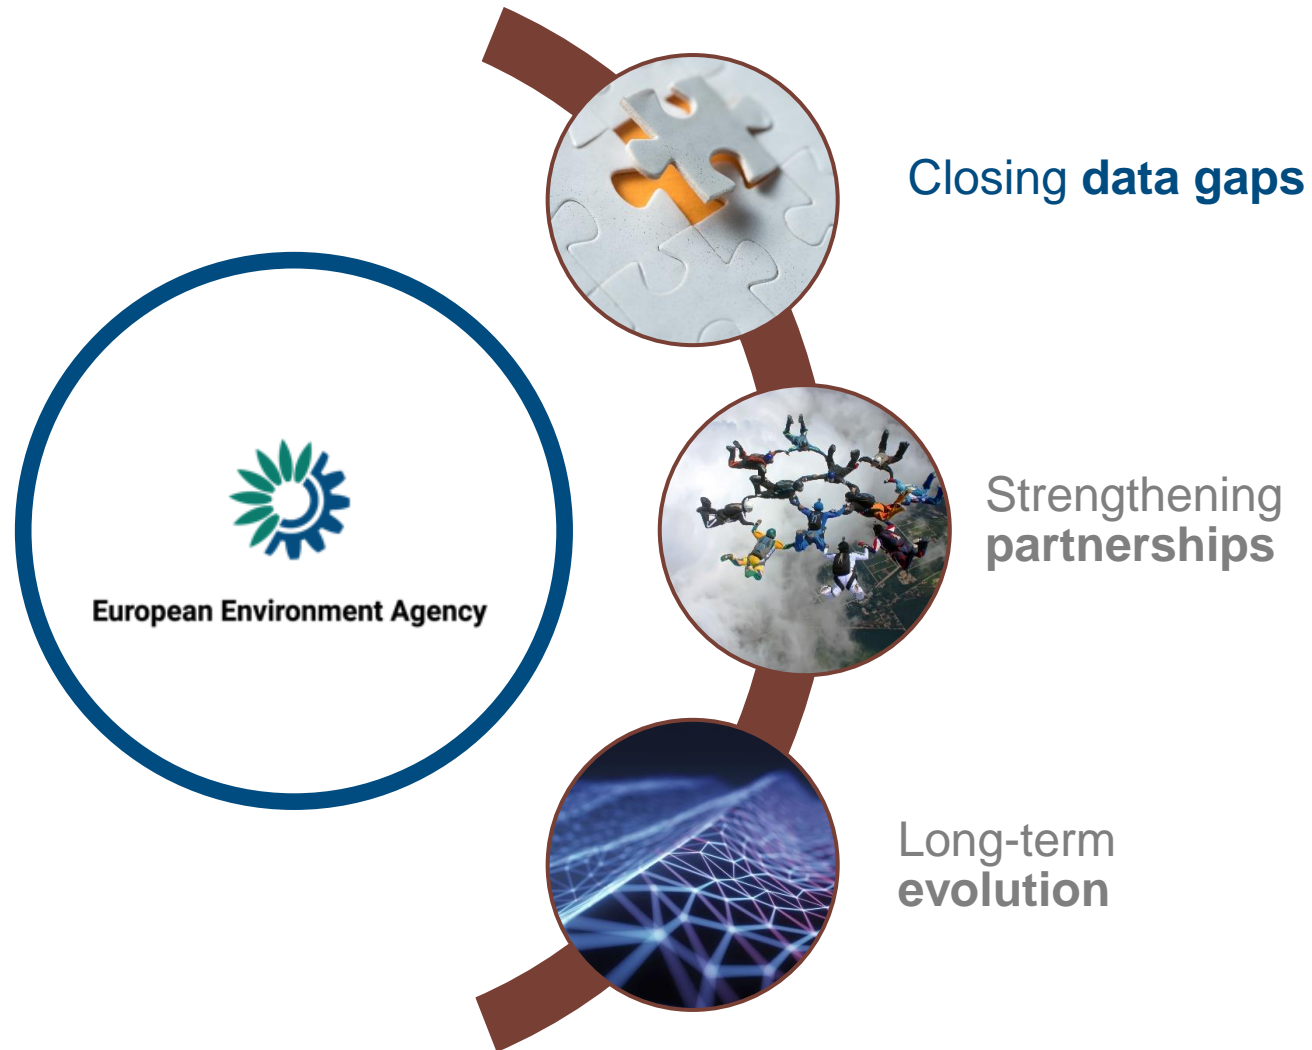 Closing data gaps
European Environment Agency
Strengthening
partnerships
Long-term
evolution